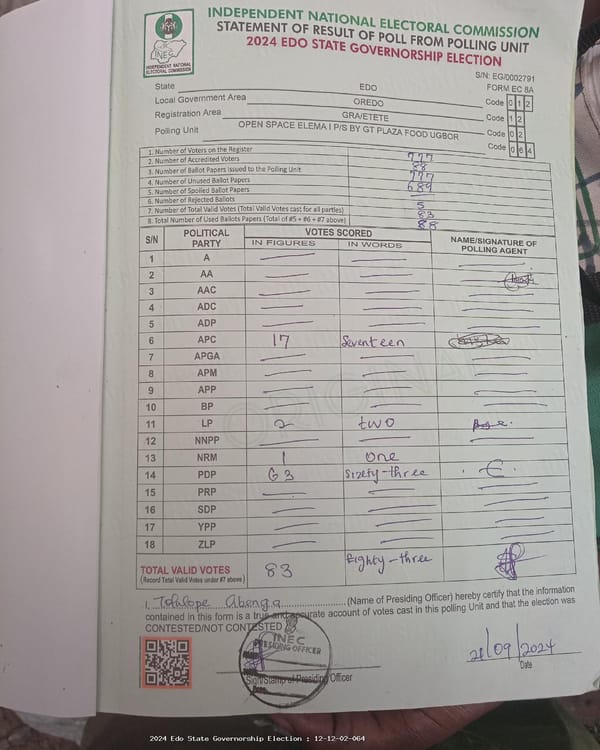 INDEPENDENT NATIONAL ELECTORAL COMMISSION
STATEMENT OF RESULT OF POLL FROM POLLING UNIT
2024 EDO STATE GOVERNORSHIP ELECTION
INEC
INDEPENDENT NATIONAL
ELECTORAL COMMISSION
S/N: EG/0002791
FORM EC 8A
State EDO
Local Government Area OREDO Code 0 1 2
Registration Area GRA/ETETE Code 1 2
Polling Unit OPEN SPACE ELEMA I P/S BY GT PLAZA FOOD UGBOR Code 0 2
Code 0 6 4
1. Number of Voters on the Register 777
2. Number of Accredited Voters 88
3. Number of Ballot Papers issued to the Polling Unit 777
4. Number of Unused Ballot Papers 689
5. Number of Spoiled Ballot Papers
6. Number of Rejected Ballots 5
7. Number of Total Valid Votes (Total Valid Votes cast for all parties) 83
8. Total Number of Used Ballots Papers (Total of #5 + #6 + #7 above) 88
S/N POLITICAL PARTY VOTES SCORED NAME/SIGNATURE OF POLLING AGENT
IN FIGURES IN WORDS
1 A
2 AA
3 AAC
4 ADC
5 ADP
6 APC 17 Seventeen
7 APGA
8 APM
9 APP
10 BP
11 LP 2 two
12 NNPP
13 NRM 1 one
14 PDP 63 Sixty-three
15 PRP
16 SDP
17 YPP
18 ZLP
TOTAL VALID VOTES 83 Eighty-three
(Record Total Valid Votes under #7 above)
I, (Name of Presiding Officer) hereby certify that the information
contained in this form is a true and accurate account of votes cast in this polling Unit and that the election was
CONTESTED/NOT CONTESTED
INEC
PRESIDING OFFICER
Sign/Stamp of Presiding Officer
21/09/2024
Date
ORIGINAL
2024 Edo State Governorship Election : 12-12-02-064